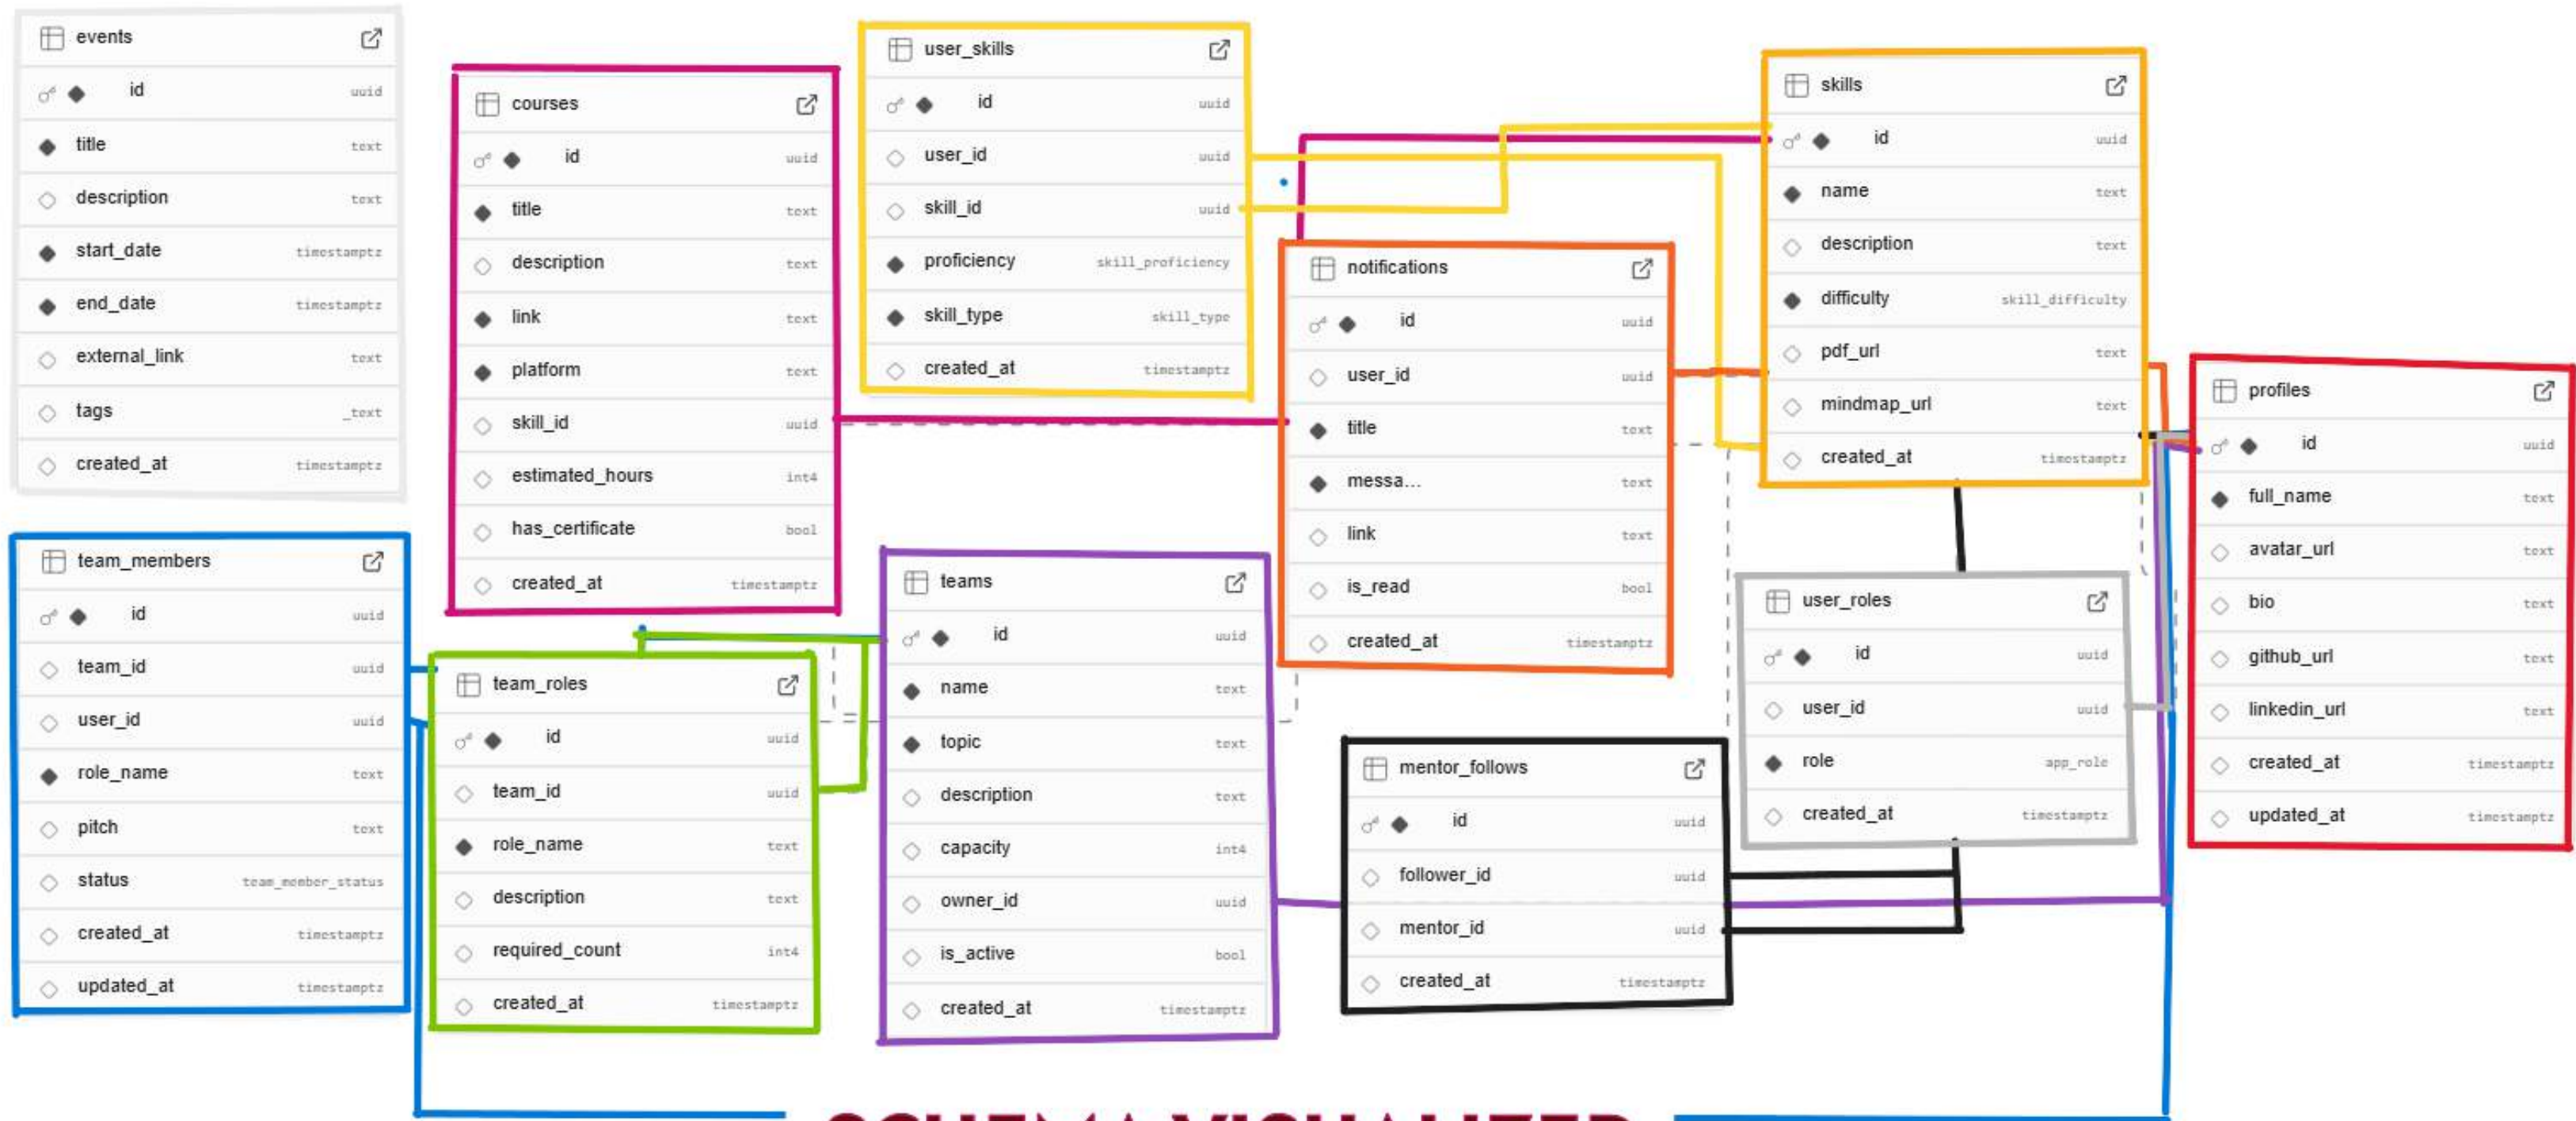 events
id uuid
title text
description text
start_date timestamptz
end_date timestamptz
external_link text
tags _text
created_at timestamptz
courses
id uuid
title text
description text
link text
platform text
skill_id uuid
estimated_hours int4
has_certificate bool
created_at timestamptz
user_skills
id uuid
user_id uuid
skill_id uuid
proficiency skill_proficiency
skill_type skill_type
created_at timestamptz
notifications
id uuid
user_id uuid
title text
messa... text
link text
is_read bool
created_at timestamptz
skills
id uuid
name text
description text
difficulty skill_difficulty
pdf_url text
mindmap_url text
created_at timestamptz
profiles
id uuid
full_name text
avatar_url text
bio text
github_url text
linkedin_url text
created_at timestamptz
updated_at timestamptz
team_members
id uuid
team_id uuid
user_id uuid
role_name text
pitch text
status team_member_status
created_at timestamptz
updated_at timestamptz
team_roles
id uuid
team_id uuid
role_name text
description text
required_count int4
created_at timestamptz
teams
id uuid
name text
topic text
description text
capacity int4
owner_id uuid
is_active bool
created_at timestamptz
mentor_follows
id uuid
follower_id uuid
mentor_id uuid
created_at timestamptz
user_roles
id uuid
user_id uuid
role app_role
created_at timestamptz
SCHEMA VISUALIZER